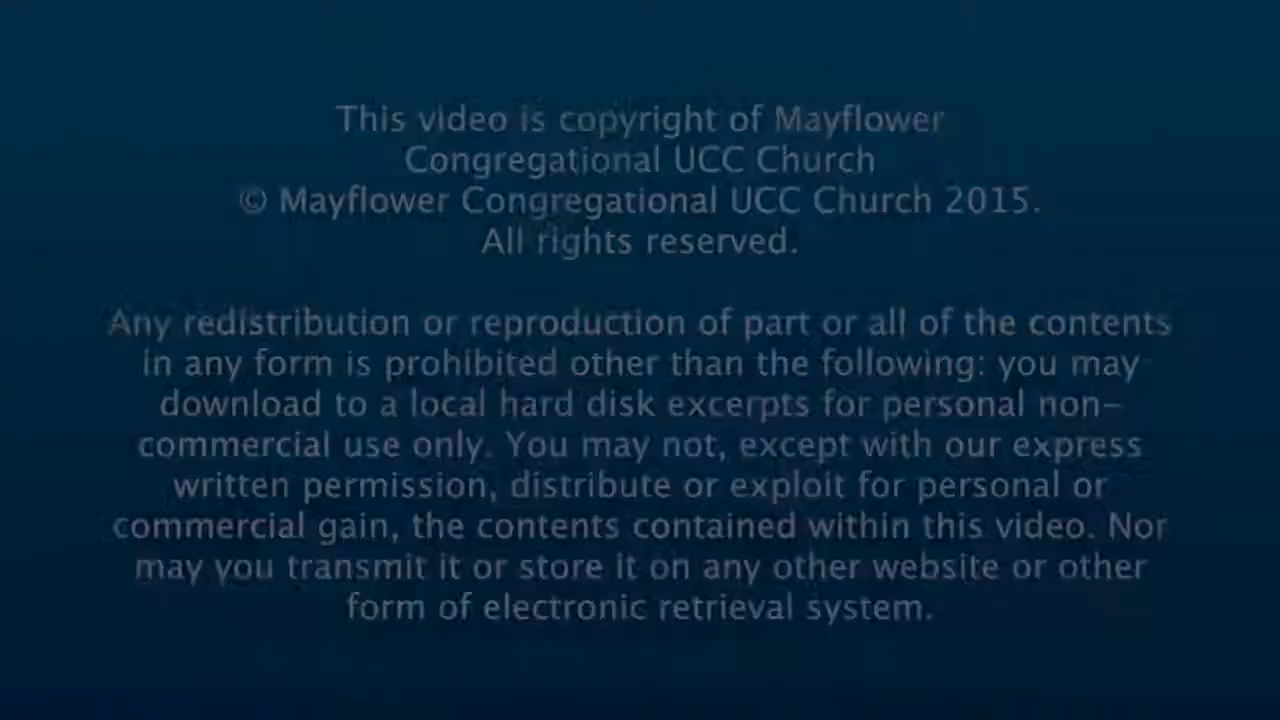 This video is copyright of Mayflower
Congregational UCC Church
© Mayflower Congregational UCC Church 2015.
All rights reserved.
Any redistribution or reproduction of part or all of the contents
in any form is prohibited other than the following: you may
download to a local hard disk excerpts for personal non-
commercial use only. You may not, except with our express
written permission, distribute or exploit for personal or
commercial gain, the contents contained within this video. Nor
may you transmit it or store it on any other website or other
form of electronic retrieval system.